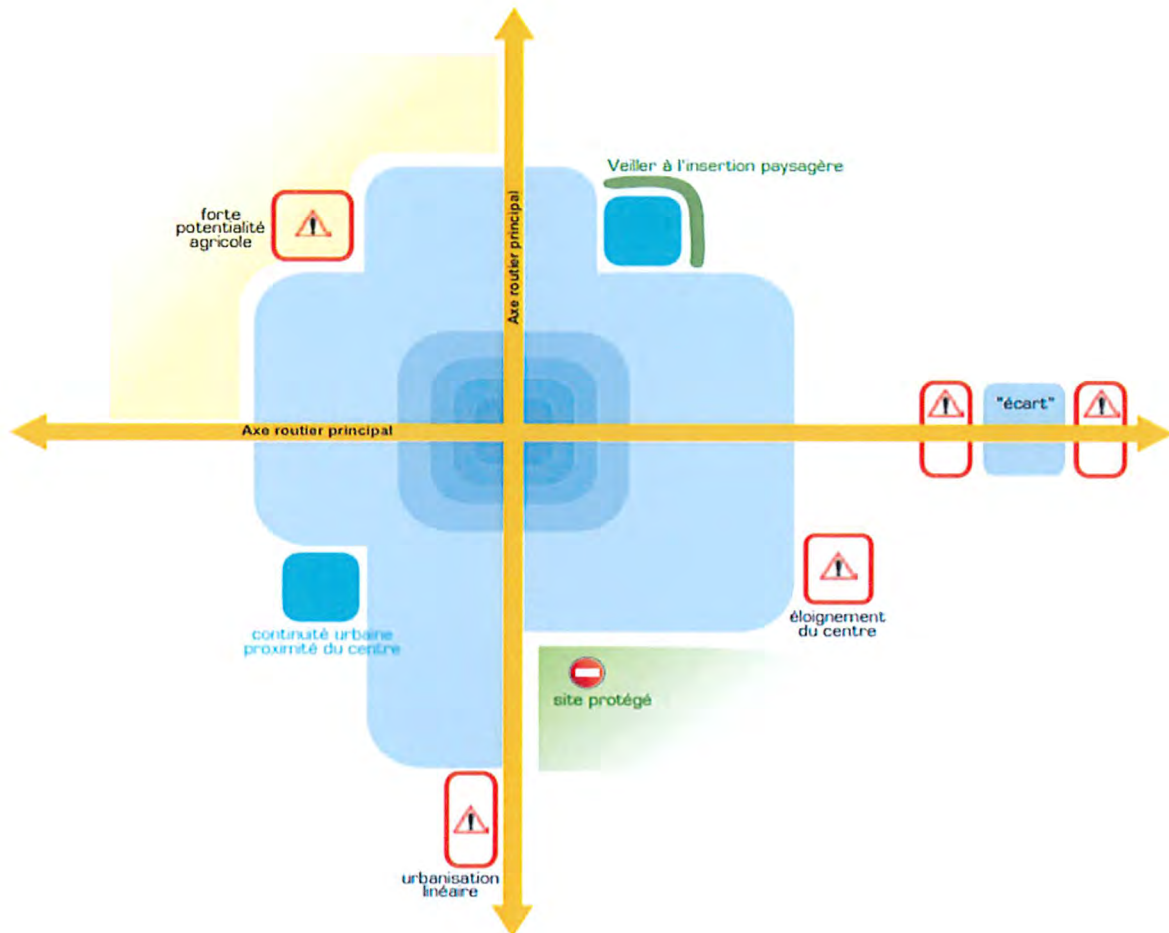 Veiller à l'insertion paysagère
forte
potentialité
agricole
Axe routier principal
Axe routier principal
"écart"
éloignement
du centre
continuité urbaine
proximité du centre
site protégé
urbanisation
linéaire